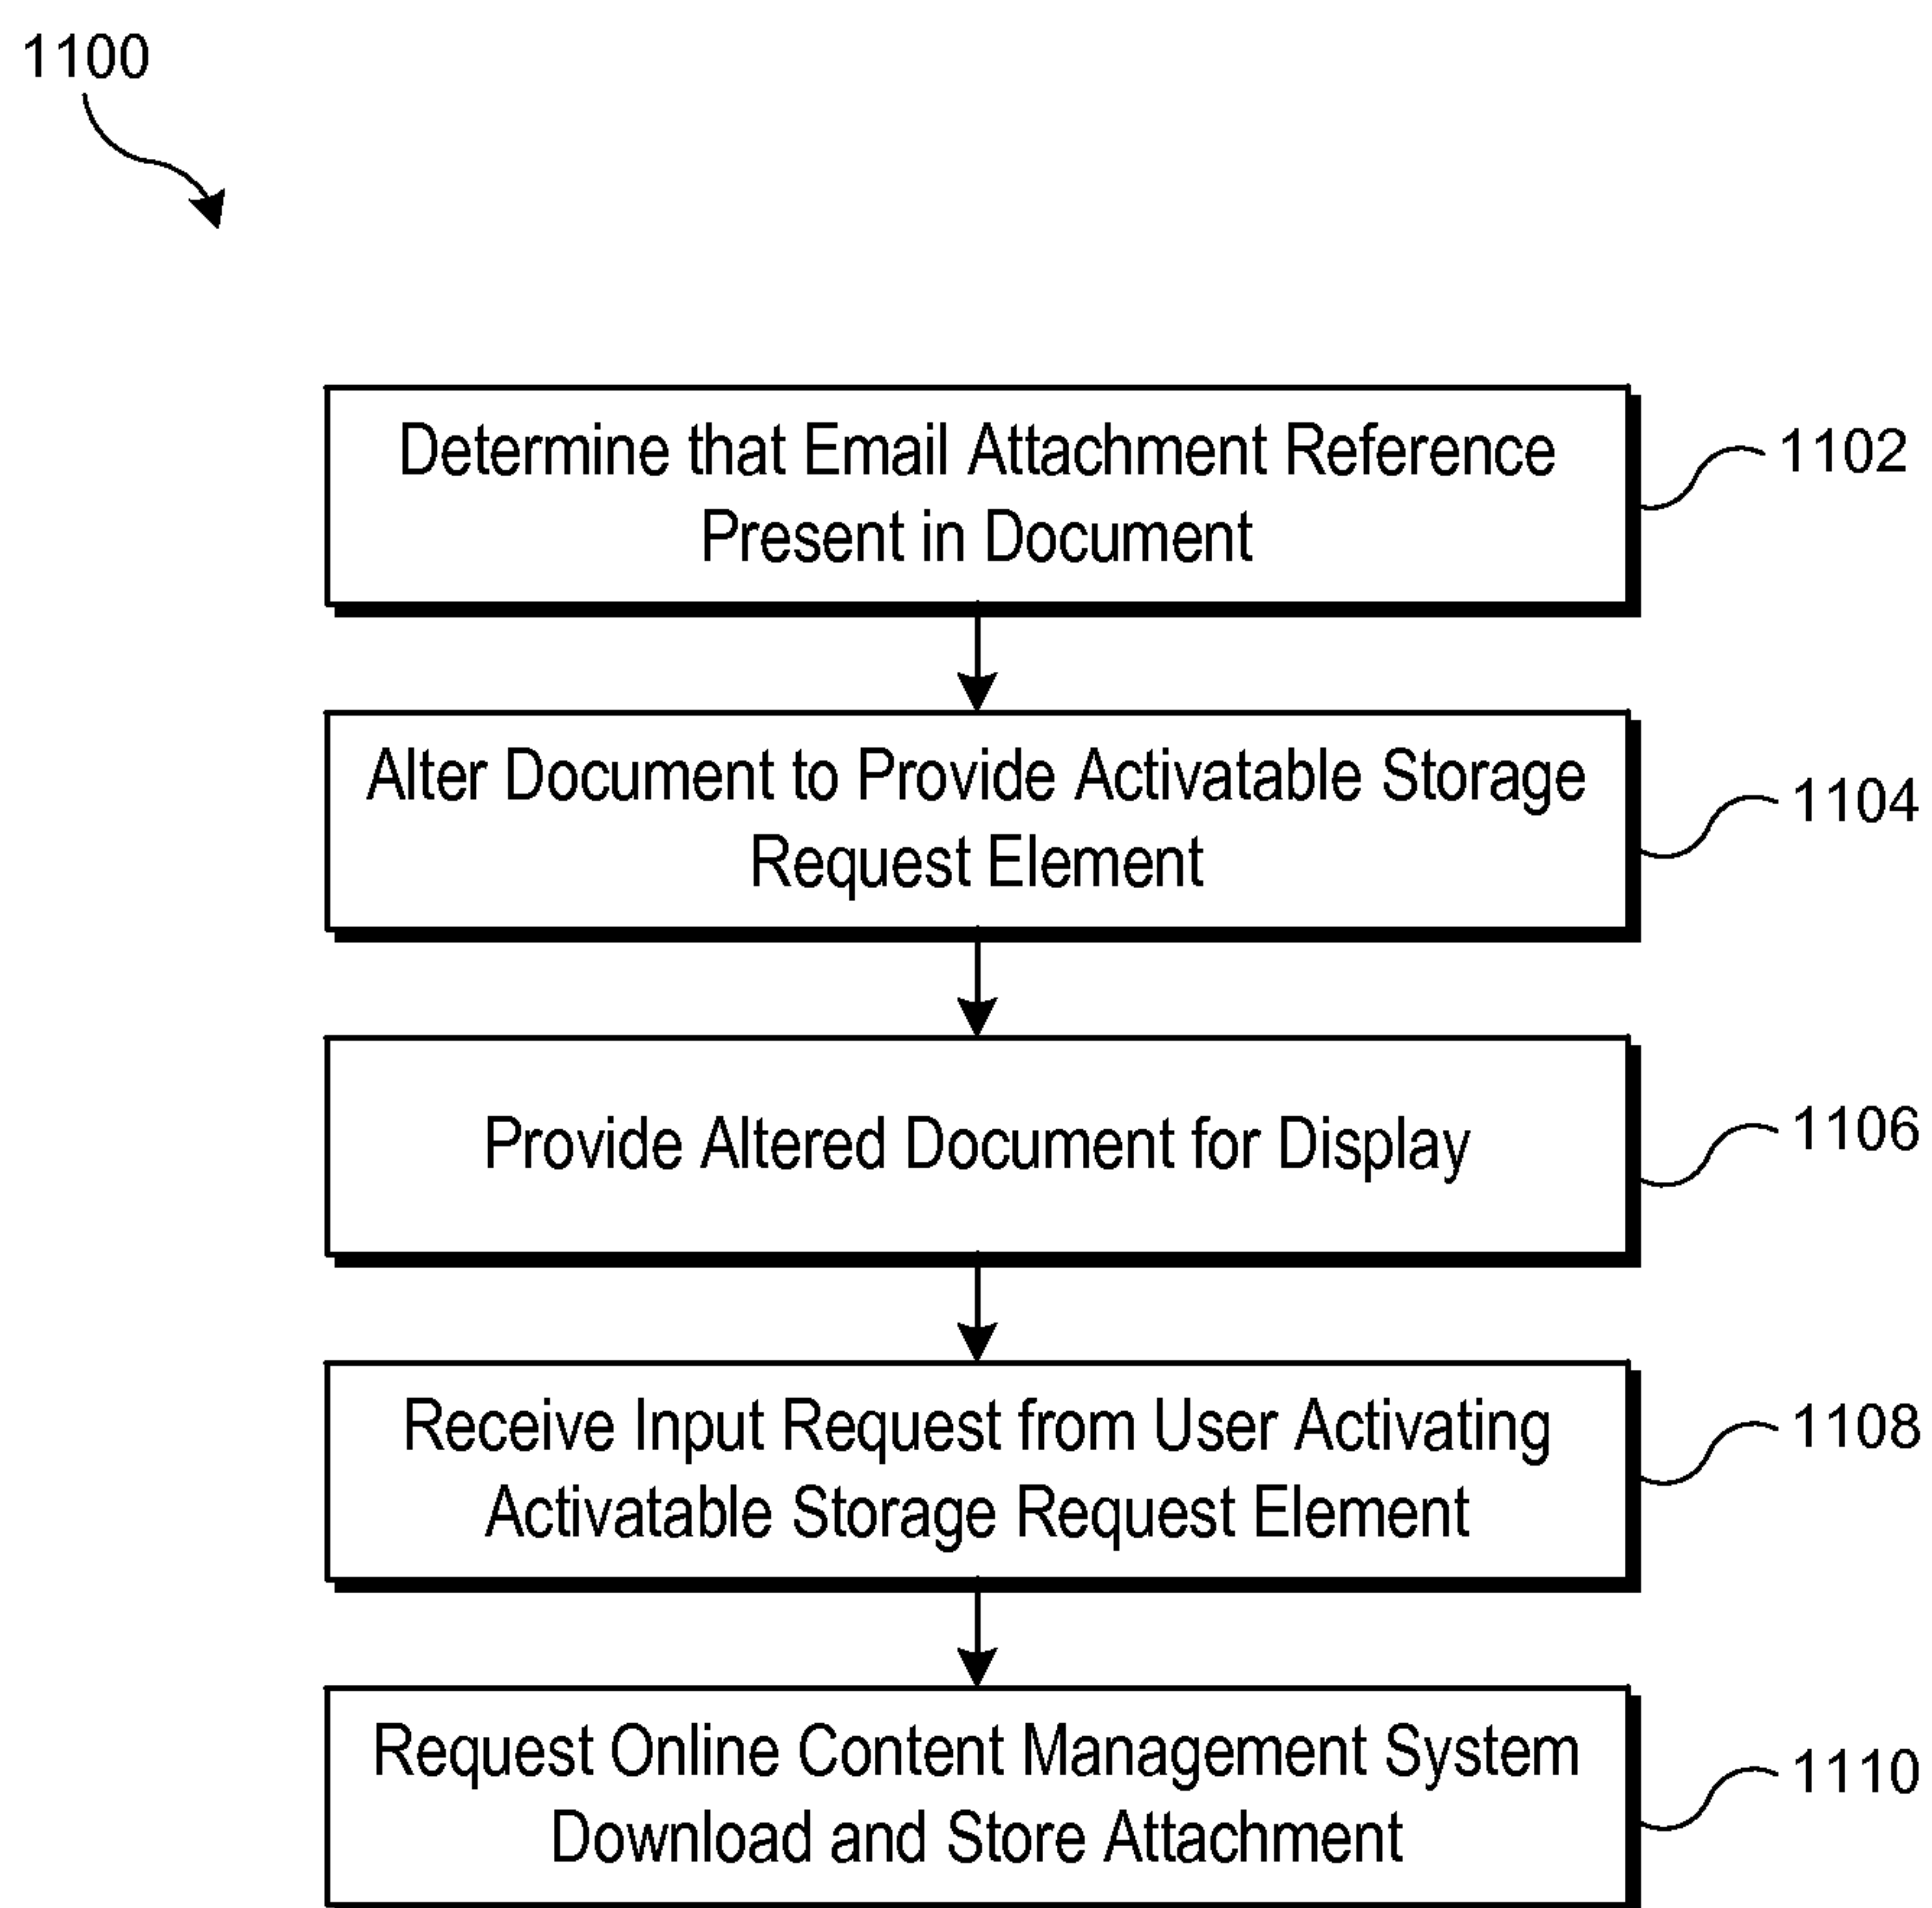 1100
Determine that Email Attachment Reference
Present in Document
1102
Alter Document to Provide Activatable Storage
Request Element
1104
Provide Altered Document for Display
1106
Receive Input Request from User Activating
Activatable Storage Request Element
1108
Request Online Content Management System
Download and Store Attachment
1110